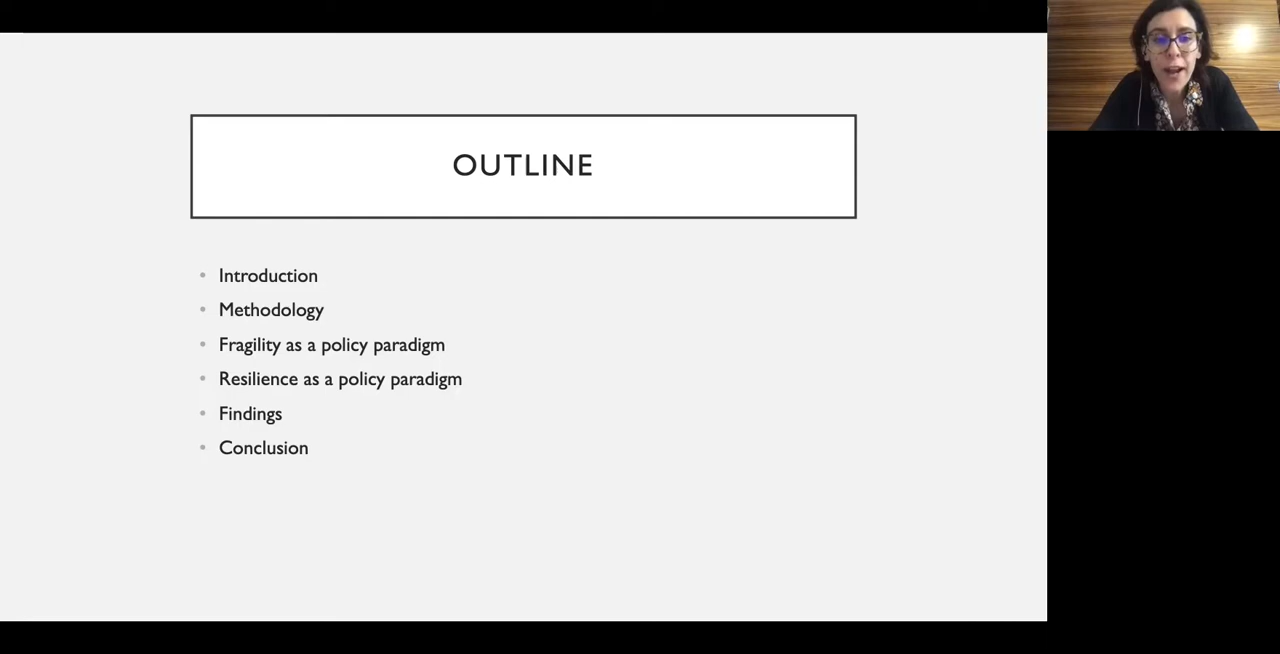 OUTLINE
Introduction
Methodology
Fragility as a policy paradigm
Resilience as a policy paradigm
Findings
Conclusion